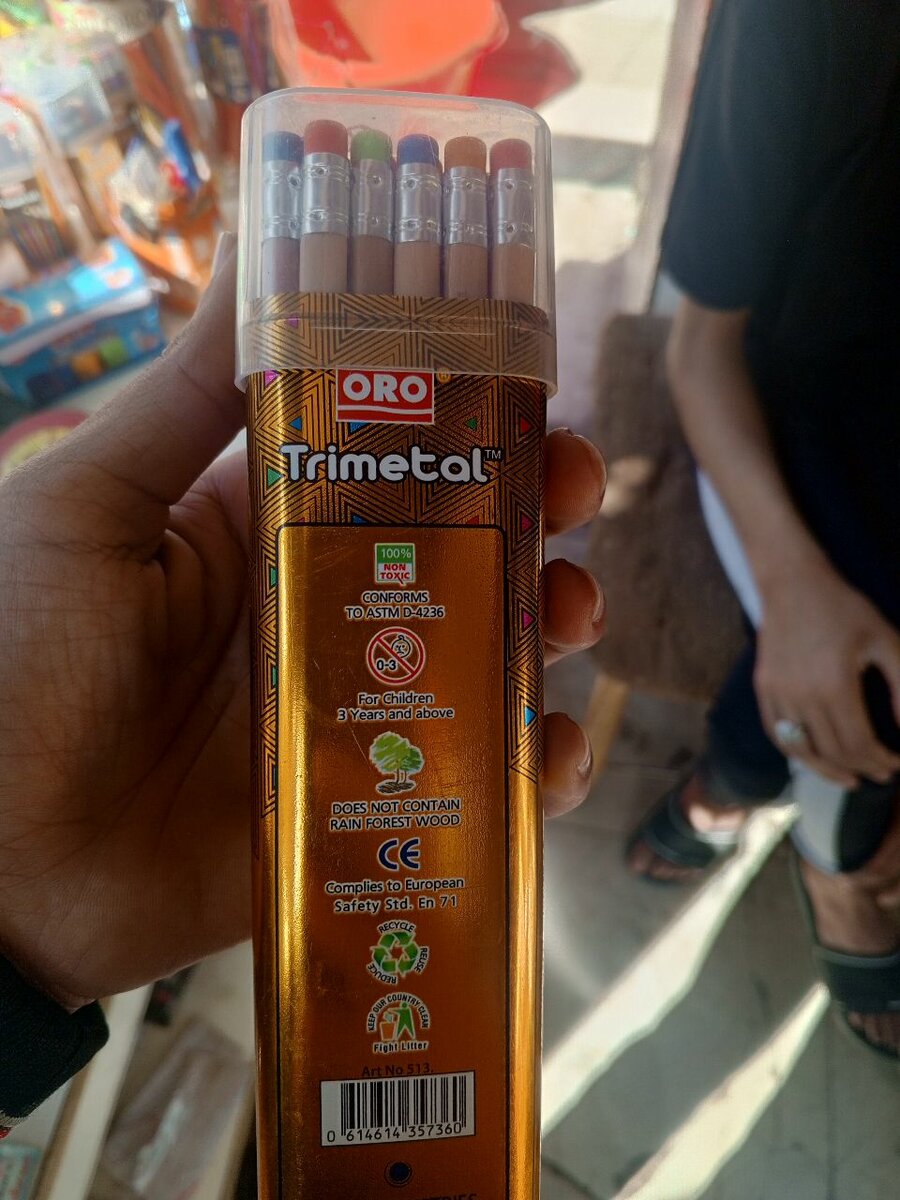 ORO
Trimetal™
100%
NON
TOXIC
CONFORMS
TO ASTM D-4236
0-3
For Children
3 Years and above
DOES NOT CONTAIN
RAIN FOREST WOOD
CE
Complies to European
Safety Std. En 71
RECYCLE
REUSE
REDUCE
KEEP OUR COUNTRY CLEAN
Fight Litter
Art No 513.
0 614614 357360